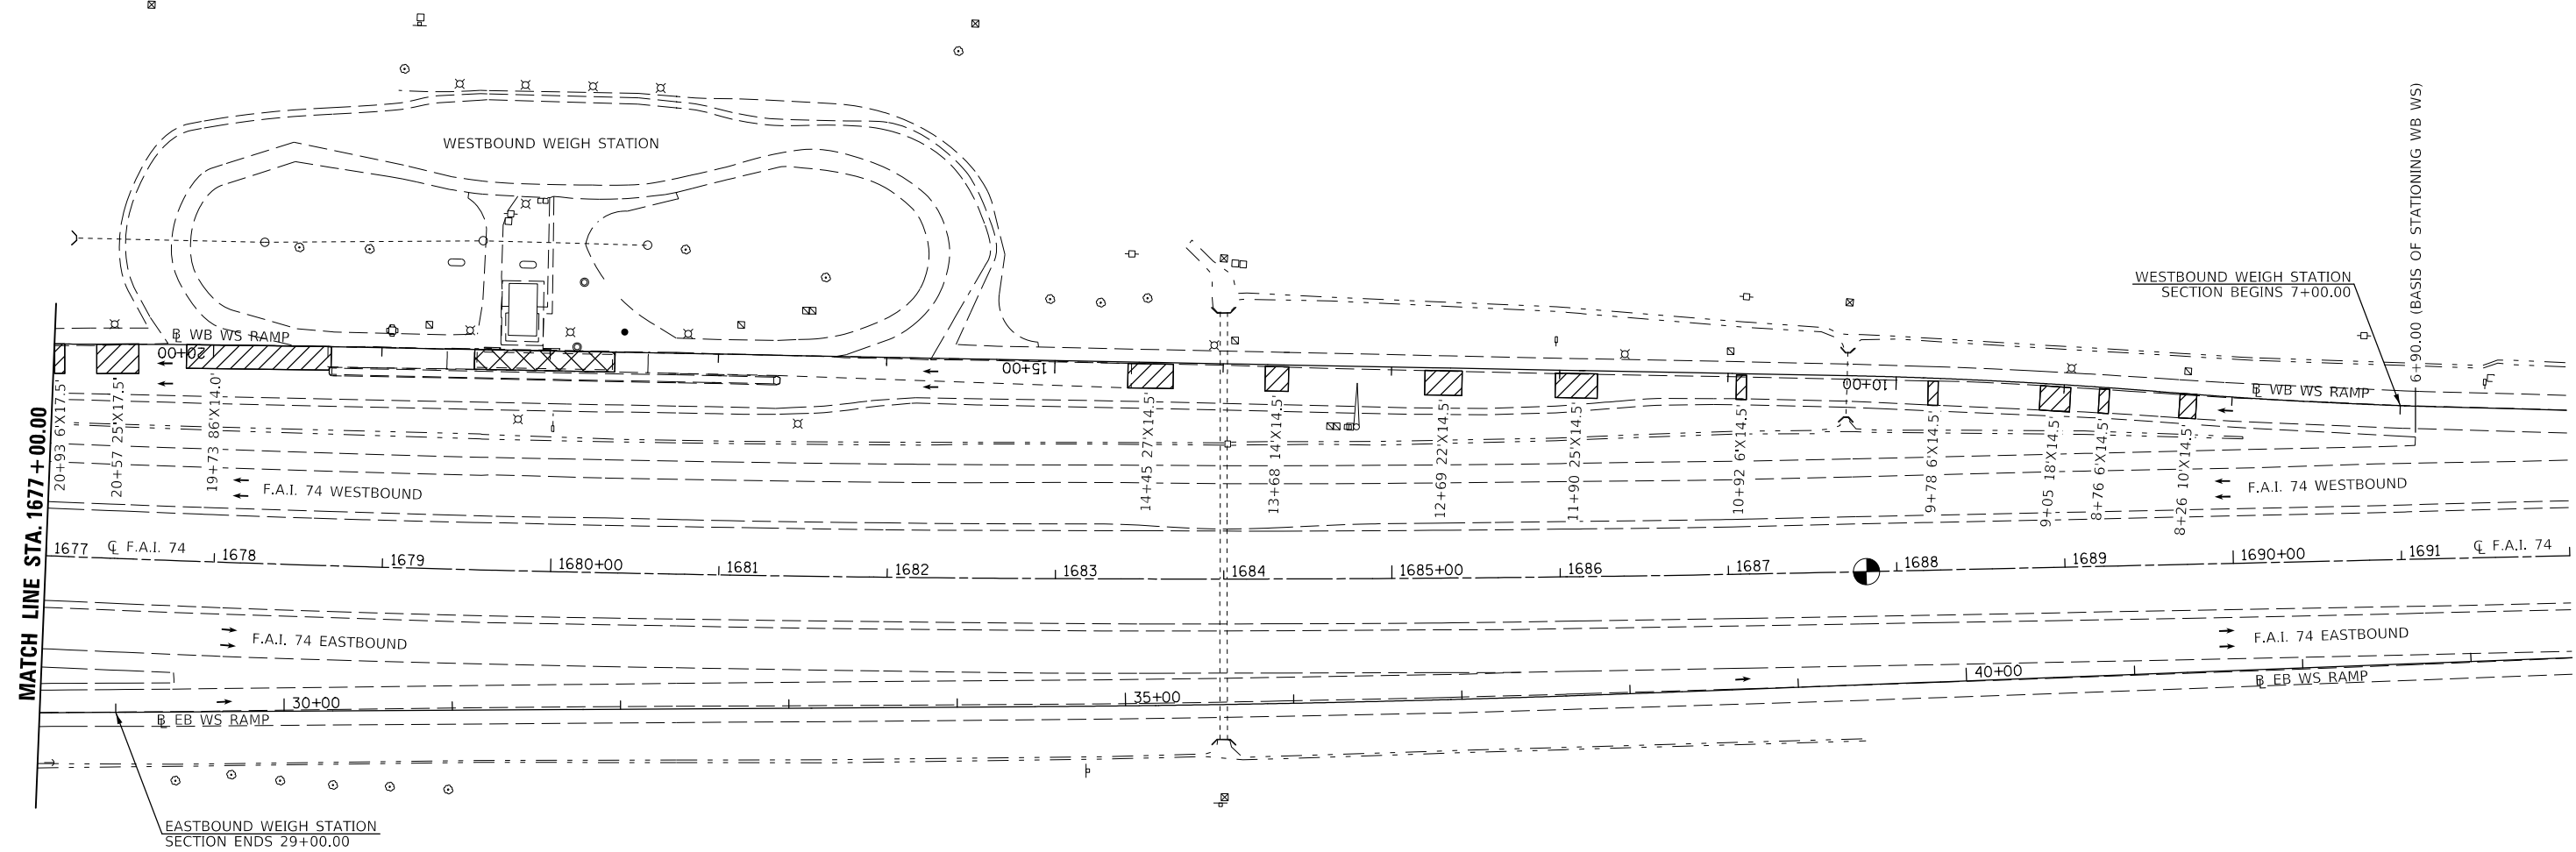 WESTBOUND WEIGH STATION
6+90.00 (BASIS OF STATIONING WB WS)
WESTBOUND WEIGH STATION
SECTION BEGINS 7+00.00
℄ WB WS RAMP
20+00
15+00
10+00
℄ WB WS RAMP
MATCH LINE STA. 1677+00.00
20+93 6'X17.5'
20+57 25'X17.5'
19+73 86'X14.0'
14+45 27'X14.5'
13+68 14'X14.5'
12+69 22'X14.5'
11+90 25'X14.5'
10+92 6'X14.5'
9+78 6'X14.5'
9+05 18'X14.5'
8+76 6'X14.5'
8+26 10'X14.5'
F.A.I. 74 WESTBOUND
F.A.I. 74 WESTBOUND
1677
℄ F.A.I. 74
1678
1679
1680+00
1681
1682
1683
1684
1685+00
1686
1687
1688
1689
1690+00
1691
℄ F.A.I. 74
F.A.I. 74 EASTBOUND
F.A.I. 74 EASTBOUND
30+00
35+00
40+00
℄ EB WS RAMP
℄ EB WS RAMP
EASTBOUND WEIGH STATION
SECTION ENDS 29+00.00